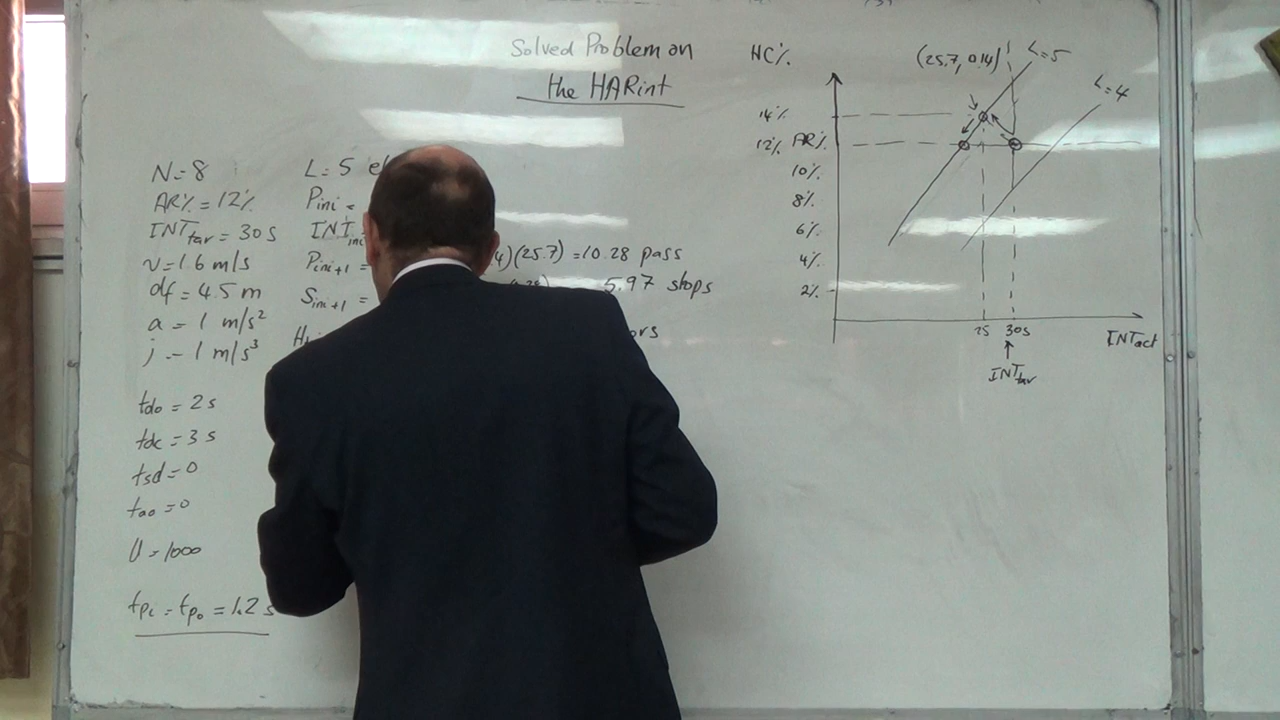 Solved Problem on
the HARint
N=8
AR% = 12%
INTtar = 30 s
v=1.6 m/s
df = 4.5 m
a = 1 m/s²
j = 1 m/s³
tdo = 2 s
tdc = 3 s
tsd = 0
tao = 0
U = 1000
tpi = tpo = 1.2 s
L = 5
Pini =
INTini
Pini+1 = 4)(25.7) = 10.28 pass
Sini+1 = 5.97 stops
HC%
(25.7, 0.14)
L=5
L=4
14%
12% AR%
10%
8%
6%
4%
2%
25 30s
INTact
INTtar